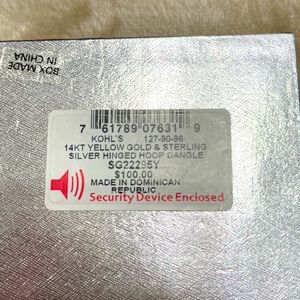 BOX MADE
IN CHINA
7 61789 07631 9
KOHL'S 127-90-96
14KT YELLOW GOLD & STERLING
SILVER HINGED HOOP DANGLE
SG22295Y
$100.00
MADE IN DOMINICAN
REPUBLIC
Security Device Enclosed